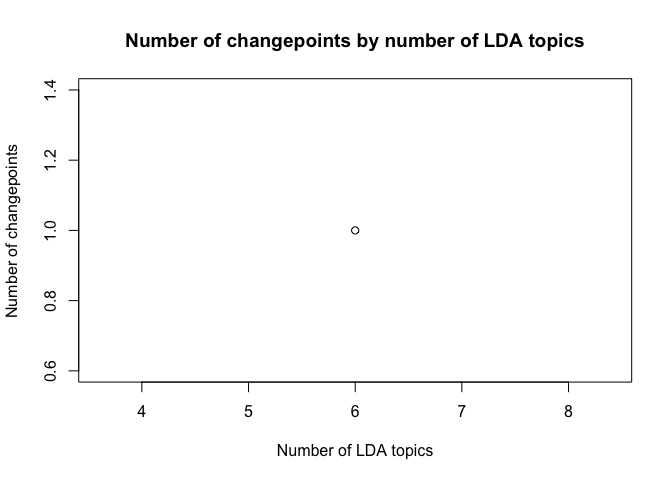 Number of changepoints by number of LDA topics
Number of changepoints
1.4
1.2
1.0
0.8
0.6
4 5 6 7 8
Number of LDA topics